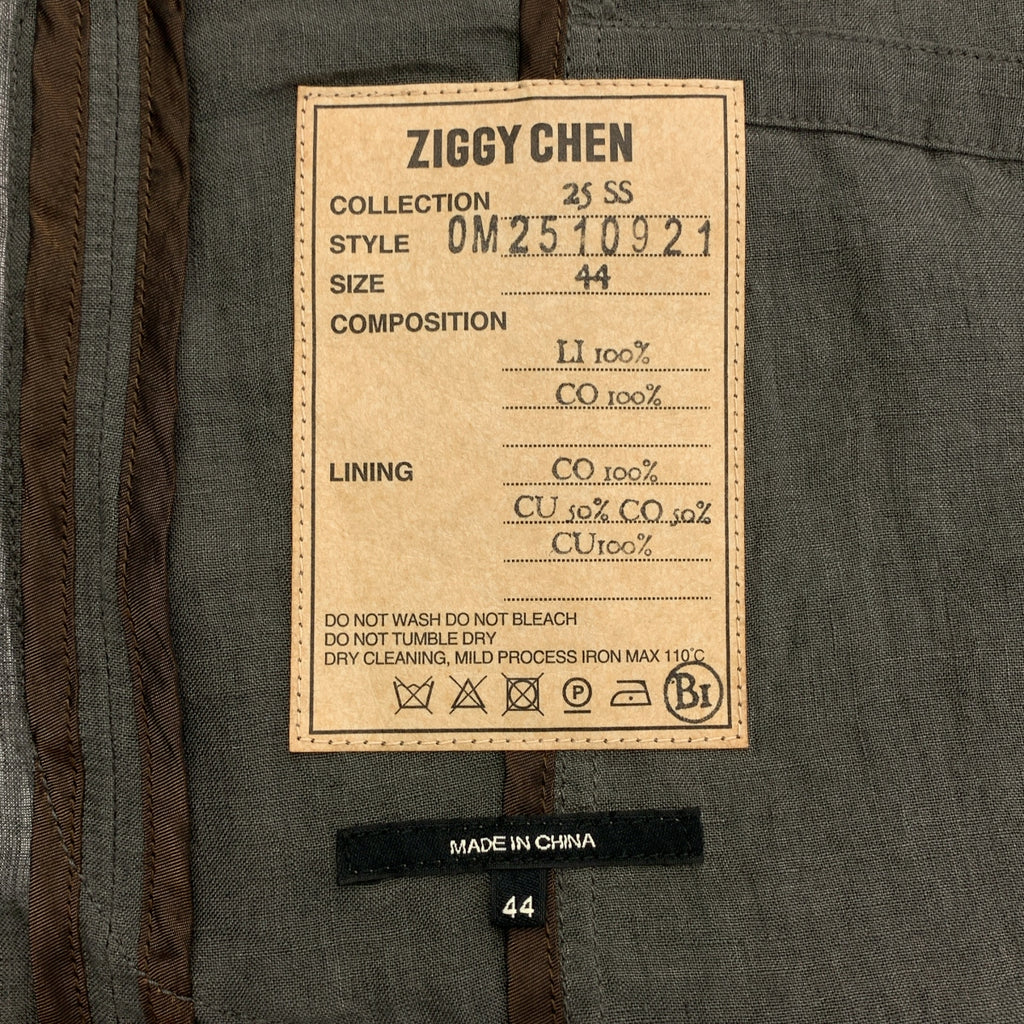 ZIGGY CHEN
COLLECTION 25 SS
STYLE 0M2510921
SIZE 44
COMPOSITION
LI 100%
CO 100%
LINING CO 100%
CU 50% CO 50%
CU100%
DO NOT WASH DO NOT BLEACH
DO NOT TUMBLE DRY
DRY CLEANING, MILD PROCESS IRON MAX 110°C
P
B1
MADE IN CHINA
44